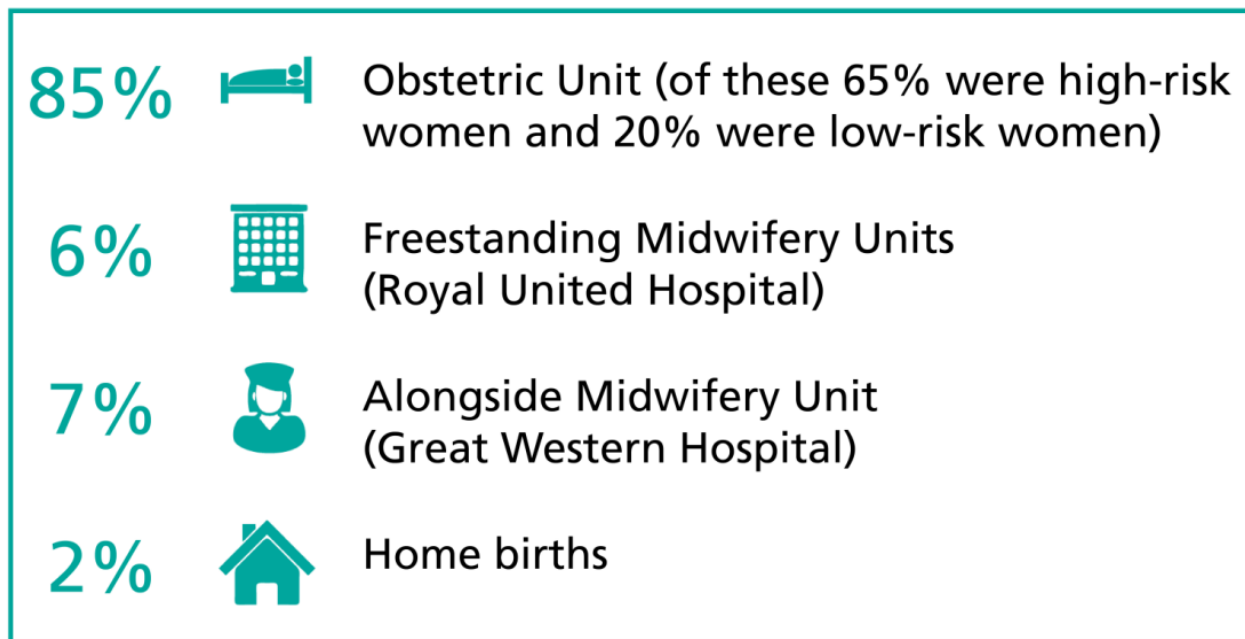 85%
Obstetric Unit (of these 65% were high-risk
women and 20% were low-risk women)
6%
Freestanding Midwifery Units
(Royal United Hospital)
7%
Alongside Midwifery Unit
(Great Western Hospital)
2%
Home births